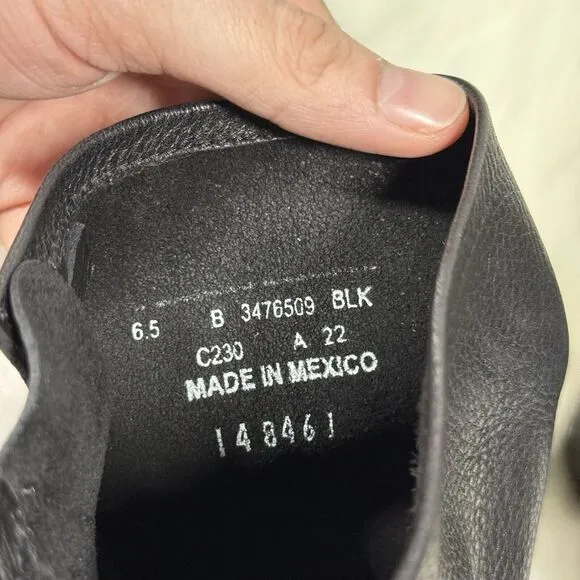 6.5 B 3476509 BLK
C230 A 22
MADE IN MEXICO
148461